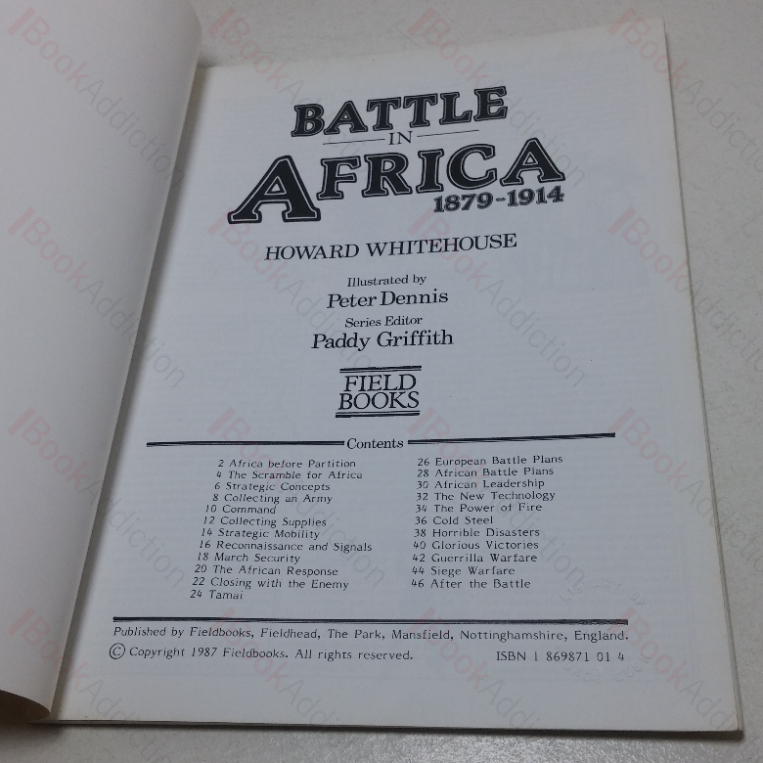 BATTLE
IN
AFRICA
1879-1914
HOWARD WHITEHOUSE
Illustrated by
Peter Dennis
Series Editor
Paddy Griffith
FIELD
BOOKS
Contents
2 Africa before Partition
4 The Scramble for Africa
6 Strategic Concepts
8 Collecting an Army
10 Command
12 Collecting Supplies
14 Strategic Mobility
16 Reconnaissance and Signals
18 March Security
20 The African Response
22 Closing with the Enemy
24 Tamai
26 European Battle Plans
28 African Battle Plans
30 African Leadership
32 The New Technology
34 The Power of Fire
36 Cold Steel
38 Horrible Disasters
40 Glorious Victories
42 Guerrilla Warfare
44 Siege Warfare
46 After the Battle
Published by Fieldbooks, Fieldhead, The Park, Mansfield, Nottinghamshire, England.
© Copyright 1987 Fieldbooks. All rights reserved. ISBN 1 869871 01 4
BookAddiction